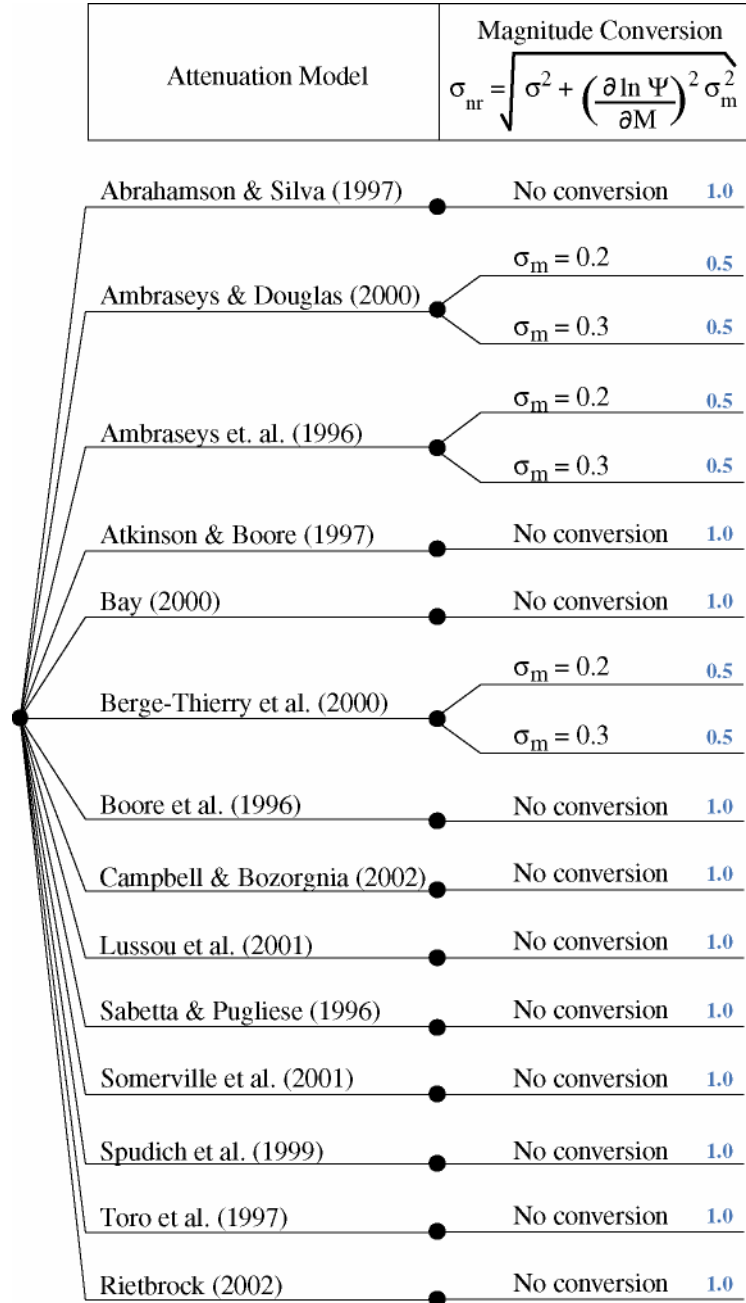 Attenuation Model
Magnitude Conversion
σnr = √(σ² + (∂ ln Ψ / ∂M)² σm²)
Abrahamson & Silva (1997) No conversion 1.0
Ambraseys & Douglas (2000)
σm = 0.2 0.5
σm = 0.3 0.5
Ambraseys et. al. (1996)
σm = 0.2 0.5
σm = 0.3 0.5
Atkinson & Boore (1997) No conversion 1.0
Bay (2000) No conversion 1.0
Berge-Thierry et al. (2000)
σm = 0.2 0.5
σm = 0.3 0.5
Boore et al. (1996) No conversion 1.0
Campbell & Bozorgnia (2002) No conversion 1.0
Lussou et al. (2001) No conversion 1.0
Sabetta & Pugliese (1996) No conversion 1.0
Somerville et al. (2001) No conversion 1.0
Spudich et al. (1999) No conversion 1.0
Toro et al. (1997) No conversion 1.0
Rietbrock (2002) No conversion 1.0